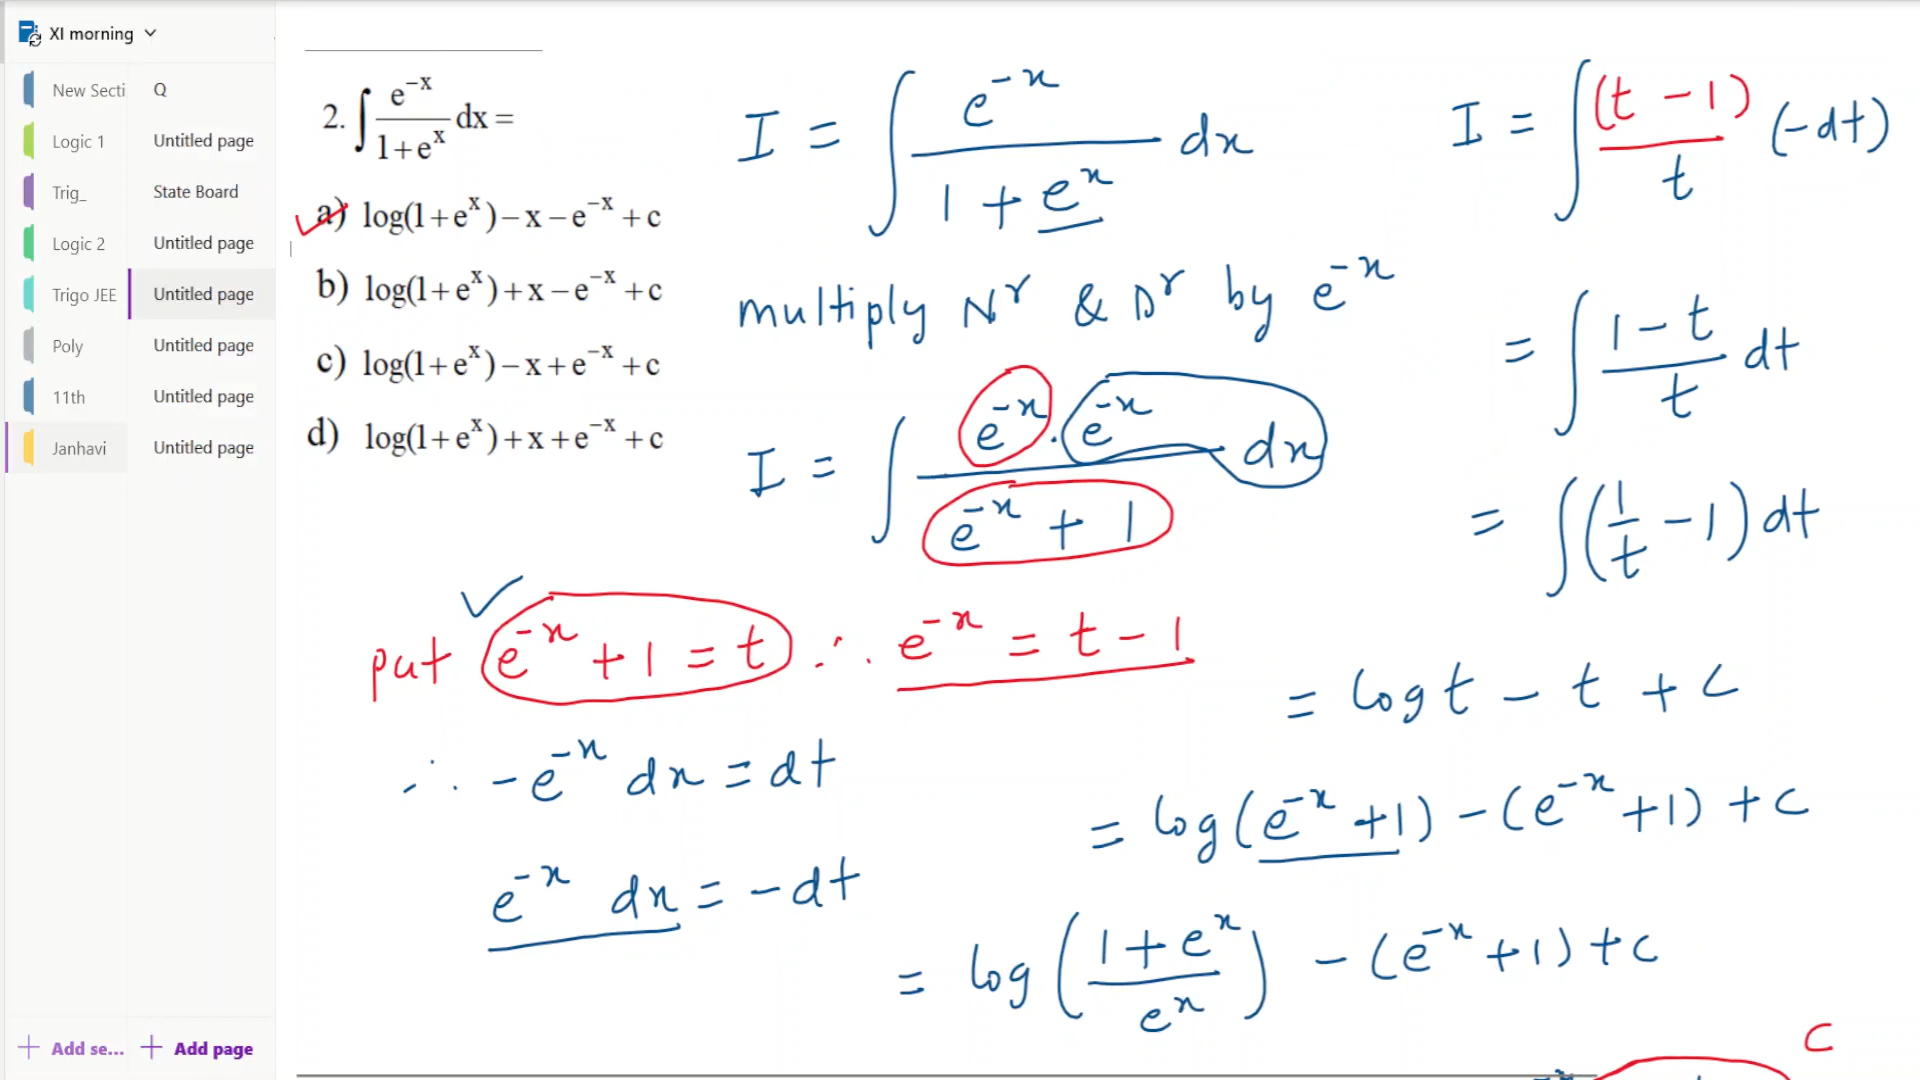 XI morning
New Secti
Q
Logic 1
Untitled page
Trig_
State Board
Logic 2
Untitled page
Trigo JEE
Untitled page
Poly
Untitled page
11th
Untitled page
Janhavi
Untitled page
+ Add se...
+ Add page
2. ∫ e^{-x}/(1+e^x) dx =
a) log(1+e^x)-x-e^{-x}+c
b) log(1+e^x)+x-e^{-x}+c
c) log(1+e^x)-x+e^{-x}+c
d) log(1+e^x)+x+e^{-x}+c
I = ∫ e^{-x}/(1+e^x) dx
multiply N^r & D^r by e^{-x}
I = ∫ e^{-x}.e^{-x}/(e^{-x}+1) dx
put e^{-x}+1 = t ∴ e^{-x} = t-1
∴ -e^{-x} dx = dt
e^{-x} dx = -dt
I = ∫ (t-1)/t (-dt)
= ∫ (1-t)/t dt
= ∫ (1/t - 1) dt
= log t - t + c
= log(e^{-x}+1) - (e^{-x}+1) + c
= log((1+e^x)/e^x) - (e^{-x}+1) + c
C